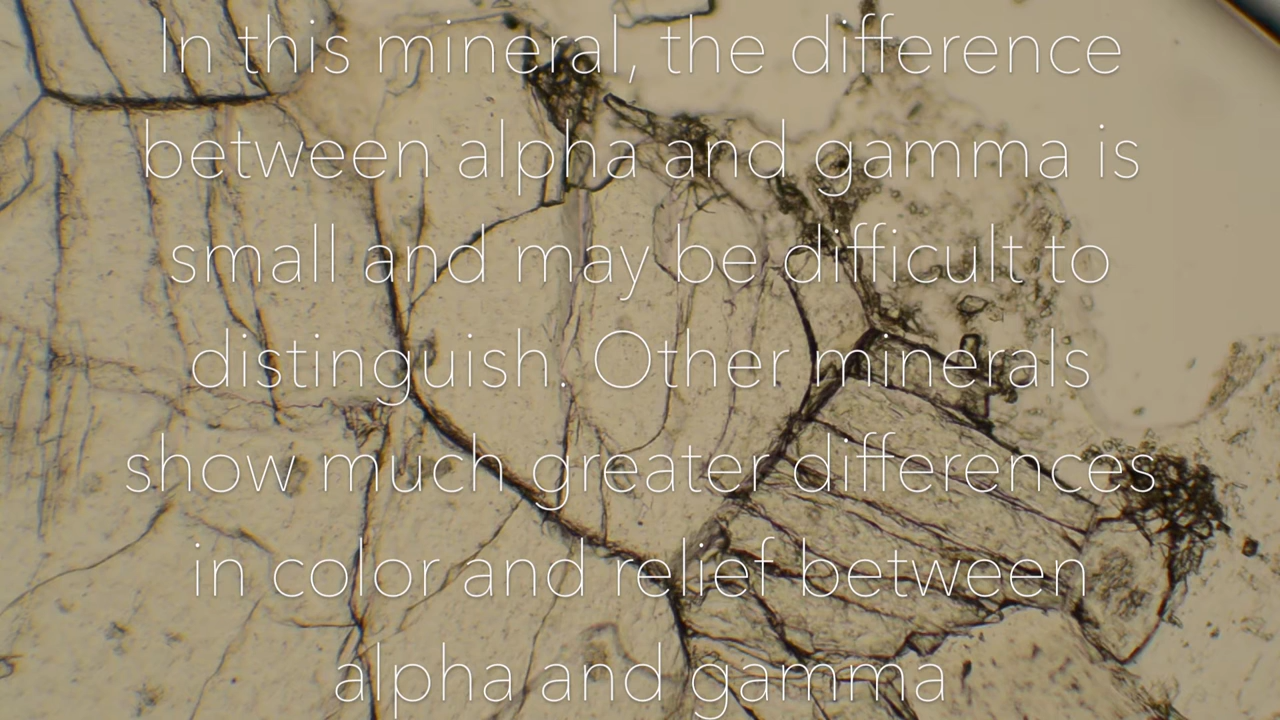 In this mineral, the difference
between alpha and gamma is
small and may be difficult to
distinguish. Other minerals
show much greater differences
in color and relief between
alpha and gamma